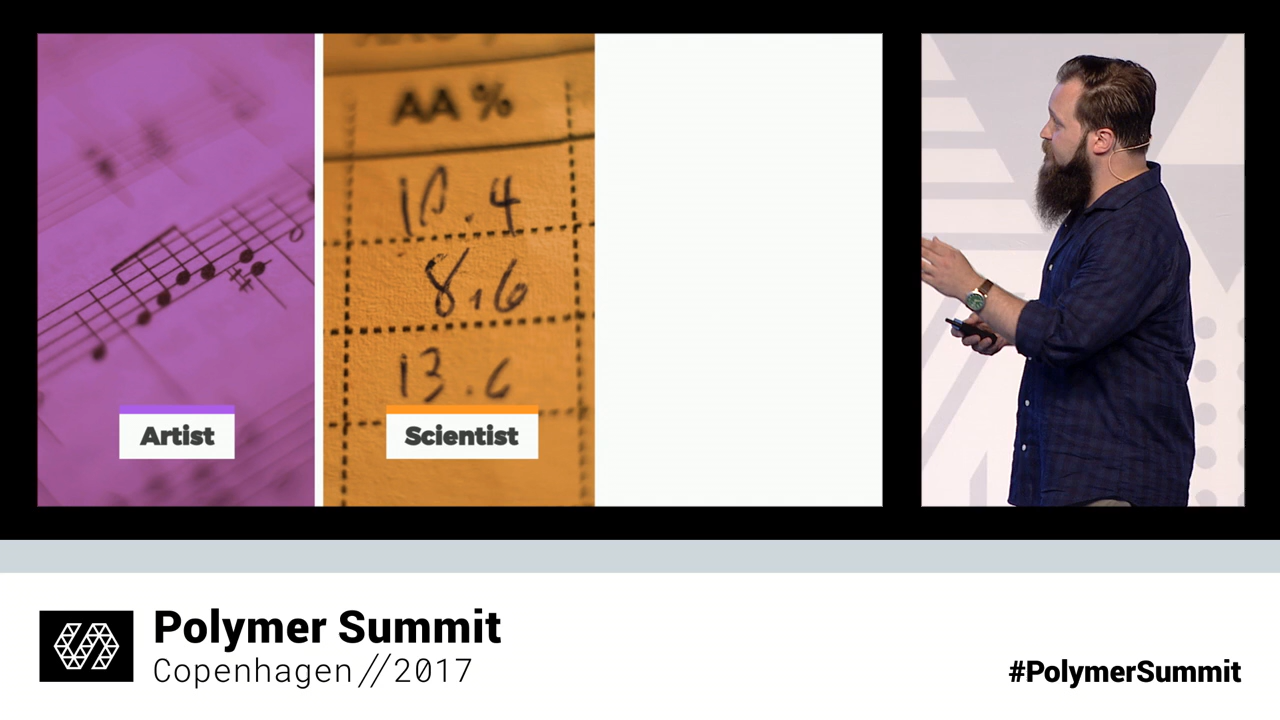 AA %
10.4
8.6
13.6
Artist
Scientist
Polymer Summit
Copenhagen//2017
#PolymerSummit